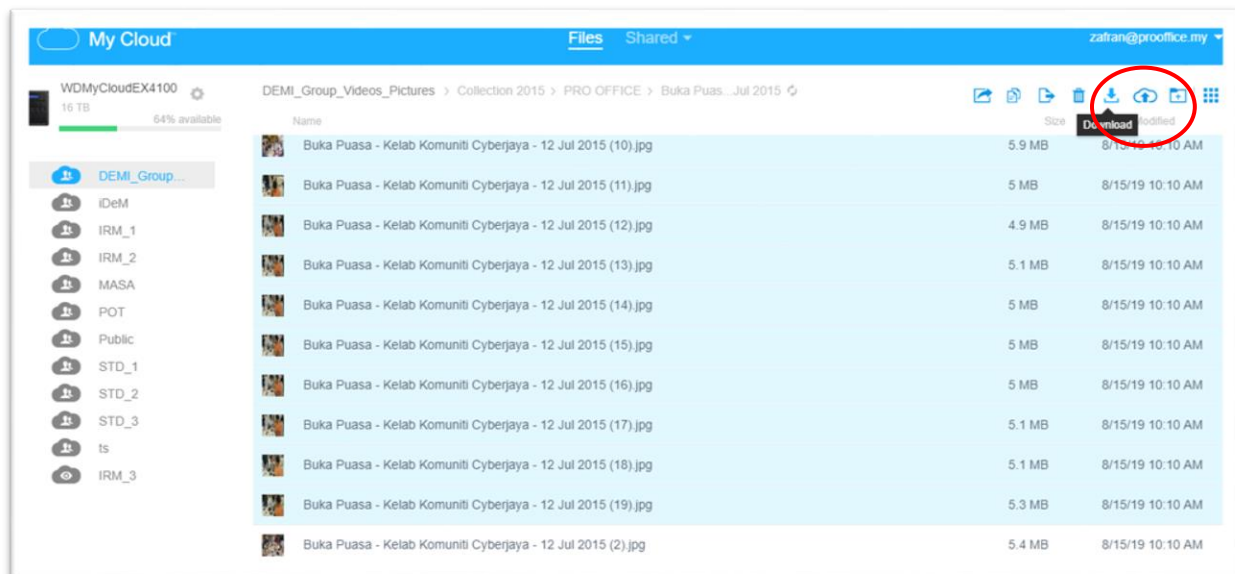 My Cloud
Files Shared
zafran@prooffice.my
WDMyCloudEX4100
16 TB
64% available
DEMI_Group...
iDeM
IRM_1
IRM_2
MASA
POT
Public
STD_1
STD_2
STD_3
ts
IRM_3
DEMI_Group_Videos_Pictures > Collection 2015 > PRO OFFICE > Buka Puas...Jul 2015
Download
Name Size Modified
Buka Puasa - Kelab Komuniti Cyberjaya - 12 Jul 2015 (10).jpg 5.9 MB 8/15/19 10:10 AM
Buka Puasa - Kelab Komuniti Cyberjaya - 12 Jul 2015 (11).jpg 5 MB 8/15/19 10:10 AM
Buka Puasa - Kelab Komuniti Cyberjaya - 12 Jul 2015 (12).jpg 4.9 MB 8/15/19 10:10 AM
Buka Puasa - Kelab Komuniti Cyberjaya - 12 Jul 2015 (13).jpg 5.1 MB 8/15/19 10:10 AM
Buka Puasa - Kelab Komuniti Cyberjaya - 12 Jul 2015 (14).jpg 5 MB 8/15/19 10:10 AM
Buka Puasa - Kelab Komuniti Cyberjaya - 12 Jul 2015 (15).jpg 5 MB 8/15/19 10:10 AM
Buka Puasa - Kelab Komuniti Cyberjaya - 12 Jul 2015 (16).jpg 5 MB 8/15/19 10:10 AM
Buka Puasa - Kelab Komuniti Cyberjaya - 12 Jul 2015 (17).jpg 5.1 MB 8/15/19 10:10 AM
Buka Puasa - Kelab Komuniti Cyberjaya - 12 Jul 2015 (18).jpg 5.1 MB 8/15/19 10:10 AM
Buka Puasa - Kelab Komuniti Cyberjaya - 12 Jul 2015 (19).jpg 5.3 MB 8/15/19 10:10 AM
Buka Puasa - Kelab Komuniti Cyberjaya - 12 Jul 2015 (2).jpg 5.4 MB 8/15/19 10:10 AM